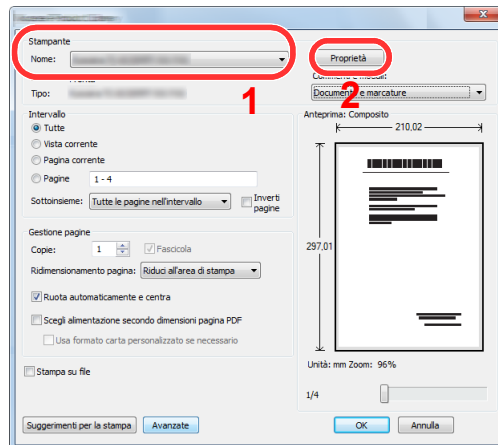 Stampante
Nome:
Proprietà
1
2
Tipo:
Documento e marcature
Intervallo
Tutte
Vista corrente
Pagina corrente
Pagine 1 - 4
Sottoinsieme: Tutte le pagine nell'intervallo
Inverti
pagine
Gestione pagine
Copie: 1 Fascicola
Ridimensionamento pagina: Riduci all'area di stampa
Ruota automaticamente e centra
Scegli alimentazione secondo dimensioni pagina PDF
Usa formato carta personalizzato se necessario
Stampa su file
Anteprima: Composito
210,02
297,01
Unità: mm Zoom: 96%
1/4
Suggerimenti per la stampa
Avanzate
OK
Annulla